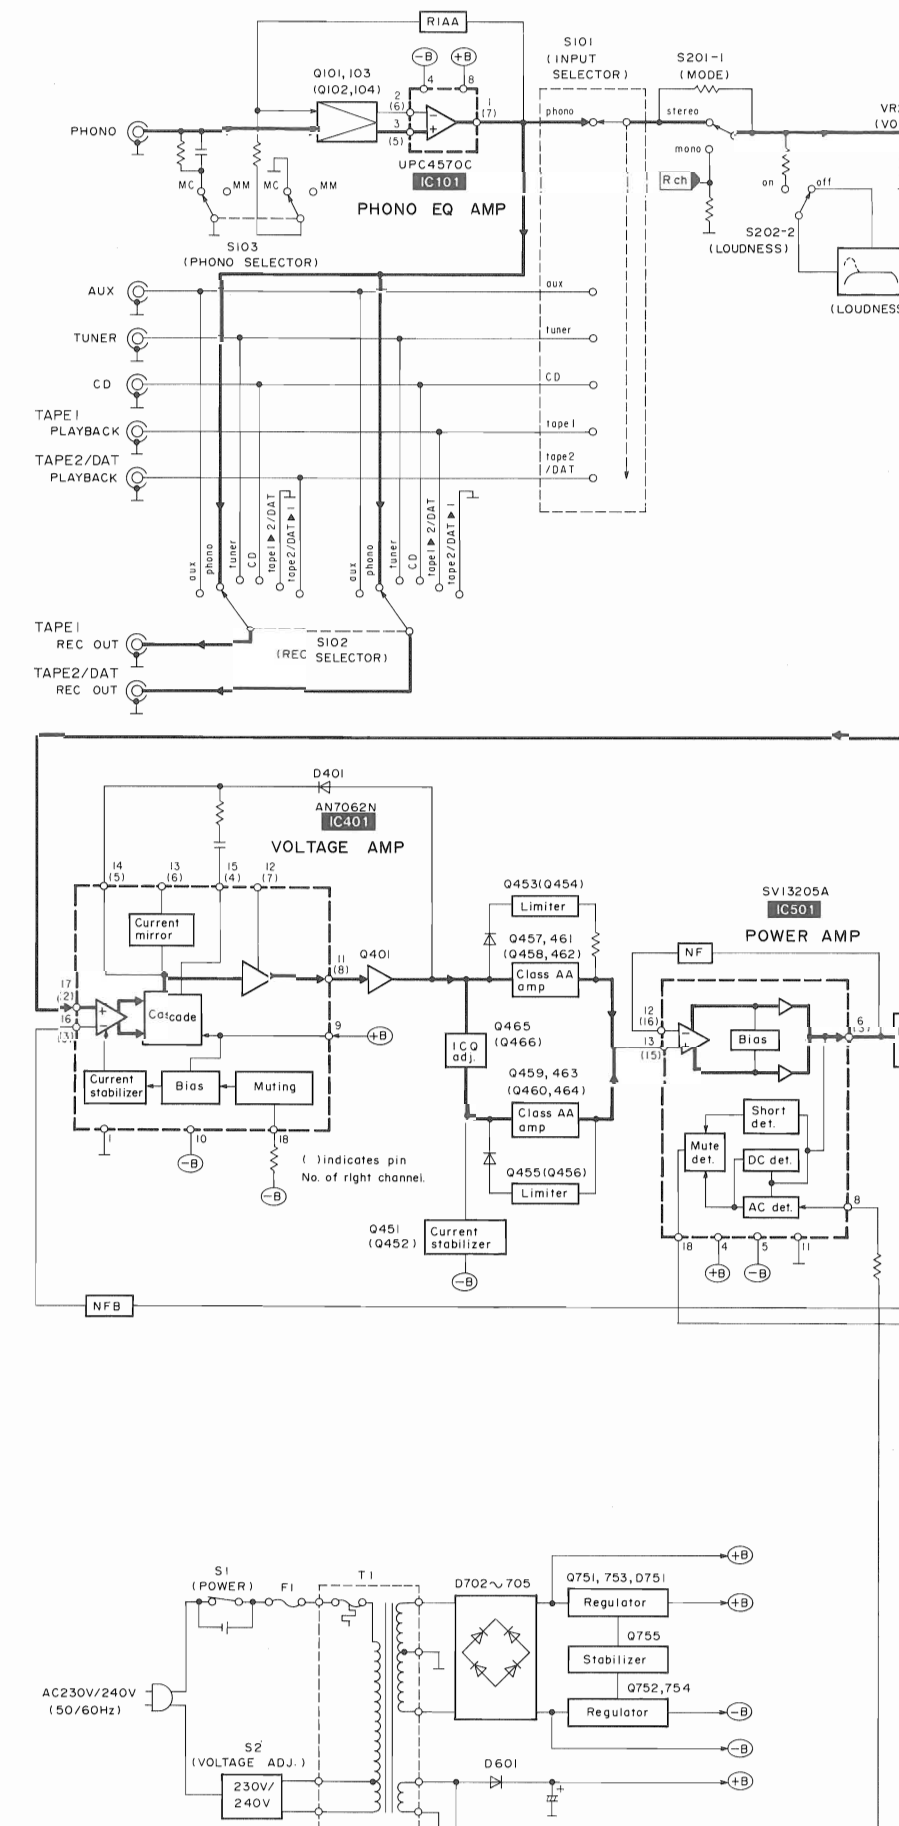 RIAA
-B
+B
4
8
Q101, 103
(Q102, 104)
2
(6)
1
(7)
3
(5)
UPC4570C
IC101
PHONO EQ AMP
PHONO
MC
MM
MC
MM
S103
(PHONO SELECTOR)
S101
(INPUT
SELECTOR)
phono
S201-1
(MODE)
stereo
mono
R ch
on
off
S202-2
(LOUDNESS)
(LOUDNESS
AUX
aux
TUNER
tuner
CD
CD
TAPE1
PLAYBACK
tape1
TAPE2/DAT
PLAYBACK
tape2
/DAT
aux
phono
tuner
CD
tape1▶2/DAT
tape2/DAT▶1
aux
phono
tuner
CD
tape1▶2/DAT
tape2/DAT▶1
TAPE1
REC OUT
S102
(REC SELECTOR)
TAPE2/DAT
REC OUT
D401
AN7062N
IC401
VOLTAGE AMP
14
(5)
13
(6)
15
(4)
12
(7)
Current
mirror
Cascade
17
(2)
16
(3)
+
−
11
(8)
Q401
9
+B
Current
stabilizer
Bias
Muting
1
10
18
-B
-B
( ) indicates pin
No. of right channel.
Q453(Q454)
Limiter
Q457, 461
(Q458, 462)
Class AA
amp
Q465
(Q466)
ICQ
adj.
Q459, 463
(Q460, 464)
Class AA
amp
Q455(Q456)
Limiter
Q451
(Q452)
Current
stabilizer
-B
SVI3205A
IC501
POWER AMP
NF
12
(16)
13
(15)
−
+
Bias
6
Short
det.
Mute
det.
DC det.
AC det.
8
18
4
5
11
+B
-B
NFB
S1
(POWER)
F1
T1
D702～705
Q751, 753, D751
Regulator
+B
+B
Q755
Stabilizer
Q752, 754
Regulator
-B
-B
AC230V/240V
(50/60Hz)
S2
(VOLTAGE ADJ.)
230V/
240V
D601
+
+B